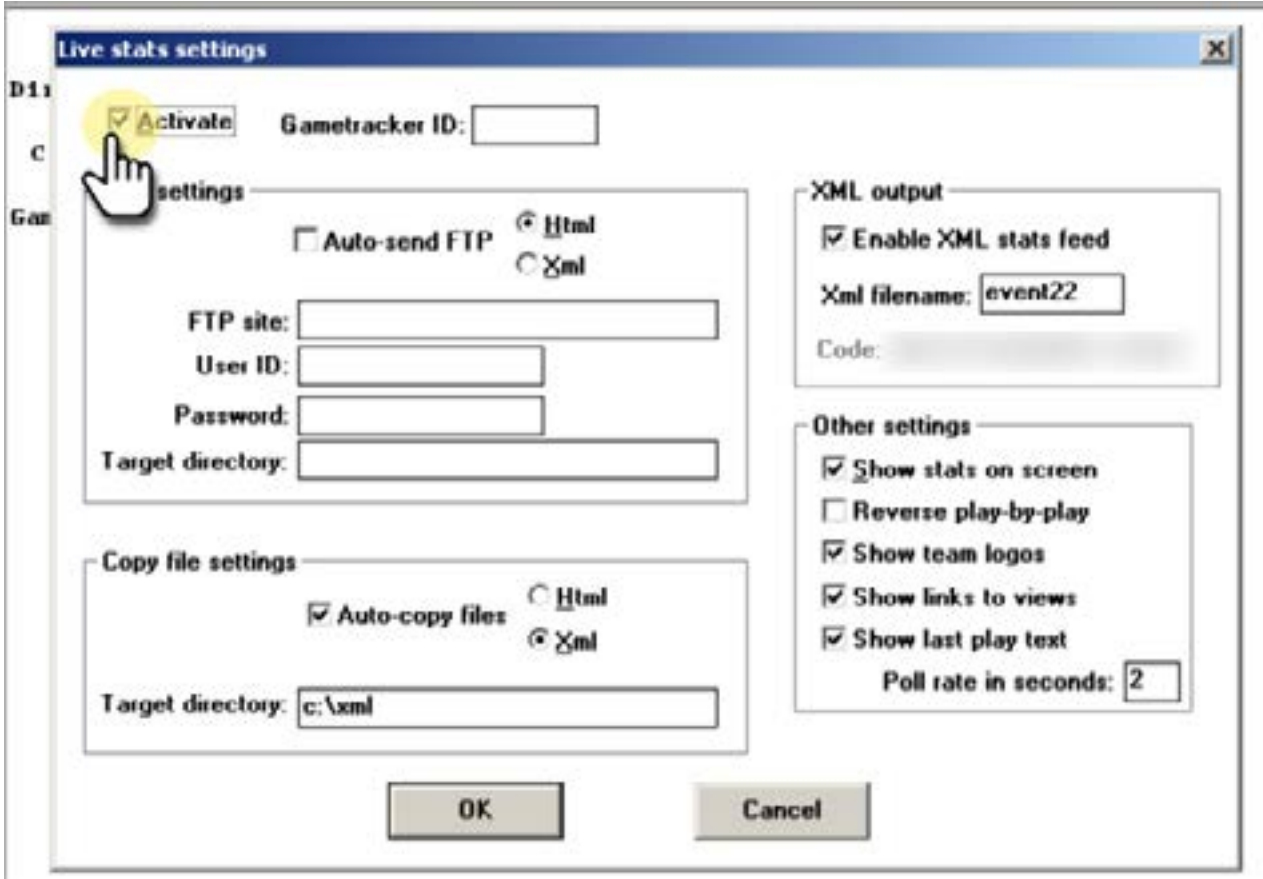 Live stats settings
Activate
Gametracker ID:
settings
Auto-send FTP
Html
Xml
FTP site:
User ID:
Password:
Target directory:
Copy file settings
Auto-copy files
Html
Xml
Target directory: c:\xml
XML output
Enable XML stats feed
Xml filename: event22
Code:
Other settings
Show stats on screen
Reverse play-by-play
Show team logos
Show links to views
Show last play text
Poll rate in seconds: 2
OK
Cancel